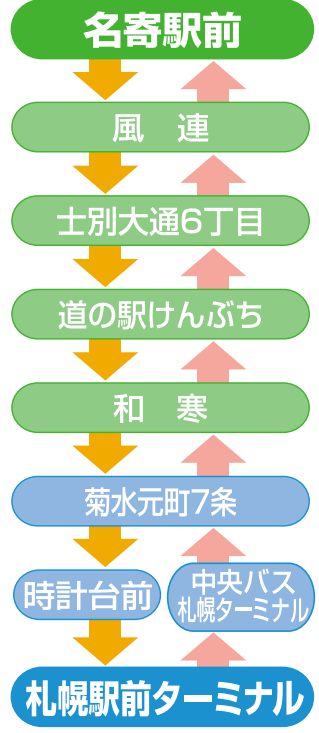 名寄駅前
風　連
士別大通6丁目
道の駅けんぶち
和　寒
菊水元町7条
時計台前
中央バス
札幌ターミナル
札幌駅前ターミナル